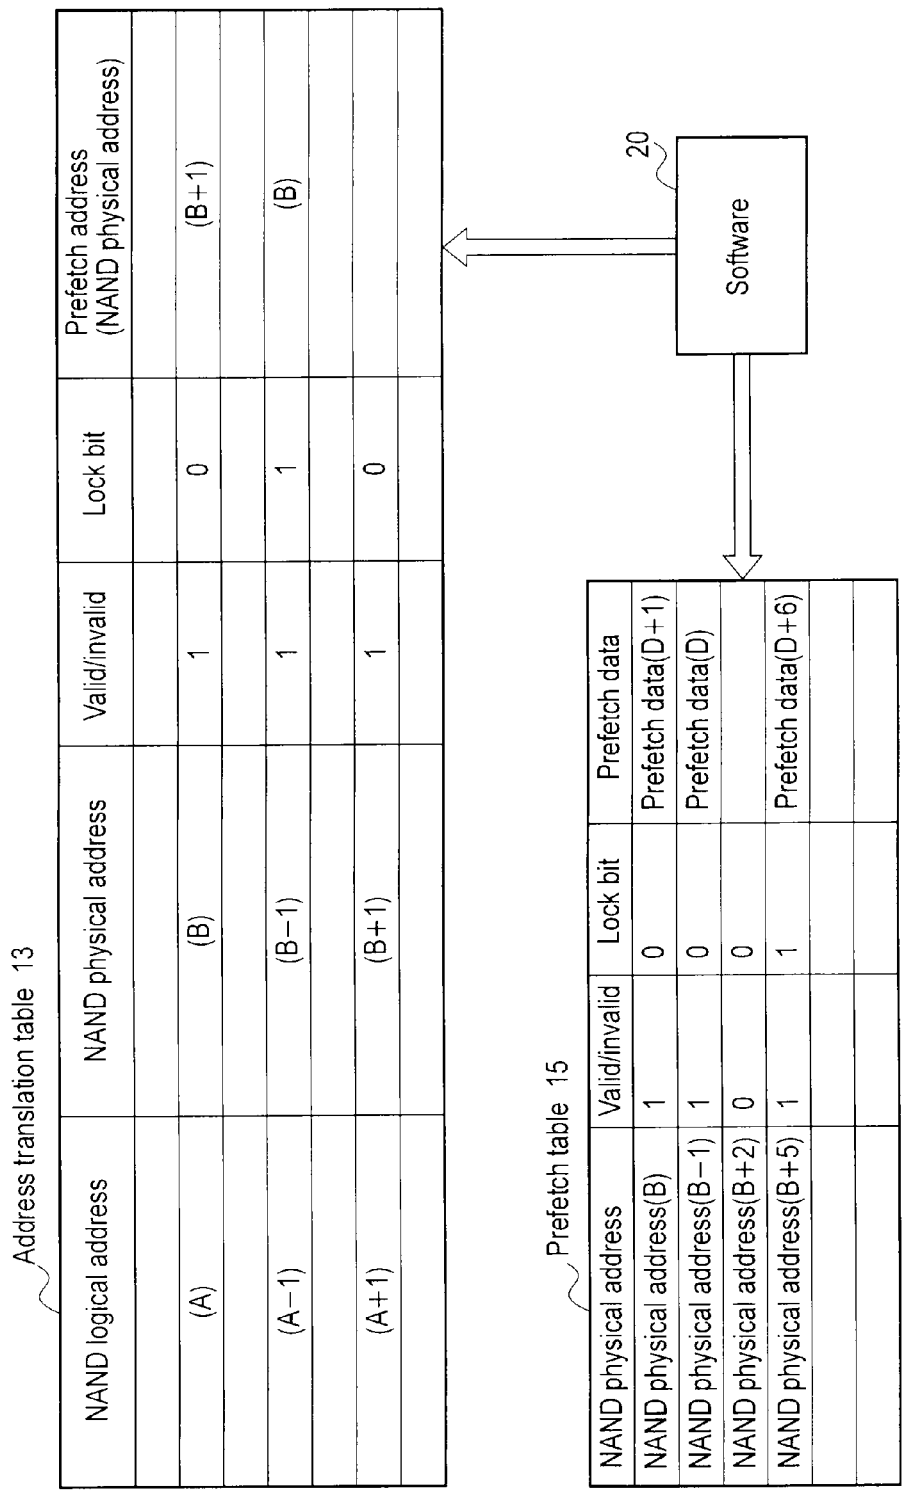 Address translation table 13
NAND logical address NAND physical address Valid/invalid Lock bit Prefetch address
(NAND physical address)
(A) (B) 1 0 (B+1)
(A−1) (B−1) 1 1 (B)
(A+1) (B+1) 1 0
Prefetch table 15
NAND physical address Valid/invalid Lock bit Prefetch data
NAND physical address(B) 1 0 Prefetch data(D+1)
NAND physical address(B−1) 1 0 Prefetch data(D)
NAND physical address(B+2) 0 0
NAND physical address(B+5) 1 1 Prefetch data(D+6)
20
Software